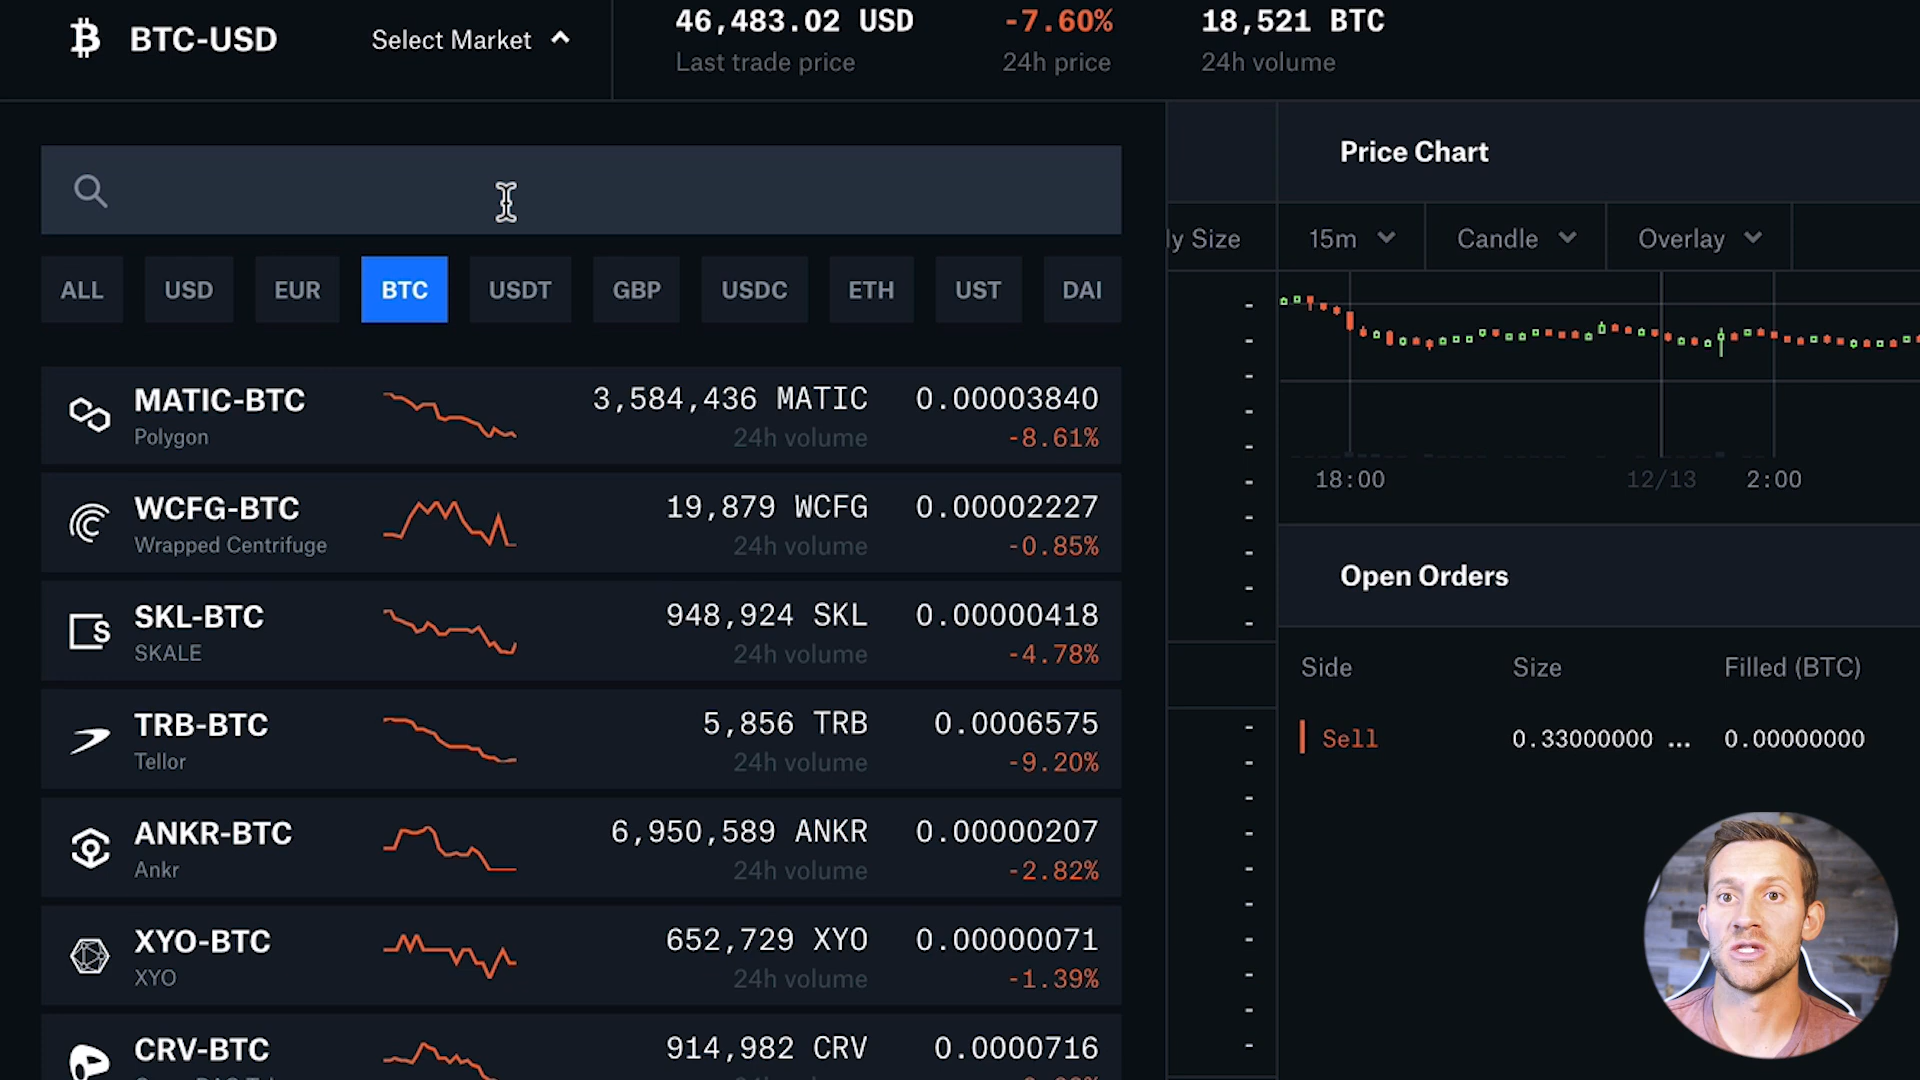 BTC-USD
Select Market
46,483.02 USD
Last trade price
-7.60%
24h price
18,521 BTC
24h volume
ALL USD EUR BTC USDT GBP USDC ETH UST DAI
MATIC-BTC 3,584,436 MATIC 0.00003840
Polygon 24h volume -8.61%
WCFG-BTC 19,879 WCFG 0.00002227
Wrapped Centrifuge 24h volume -0.85%
SKL-BTC 948,924 SKL 0.00000418
SKALE 24h volume -4.78%
TRB-BTC 5,856 TRB 0.0006575
Tellor 24h volume -9.20%
ANKR-BTC 6,950,589 ANKR 0.00000207
Ankr 24h volume -2.82%
XYO-BTC 652,729 XYO 0.00000071
XYO 24h volume -1.39%
CRV-BTC 914,982 CRV 0.0000716
Price Chart
Size 15m Candle Overlay
18:00 12/13 2:00
Open Orders
Side Size Filled (BTC)
Sell 0.33000000 ... 0.00000000